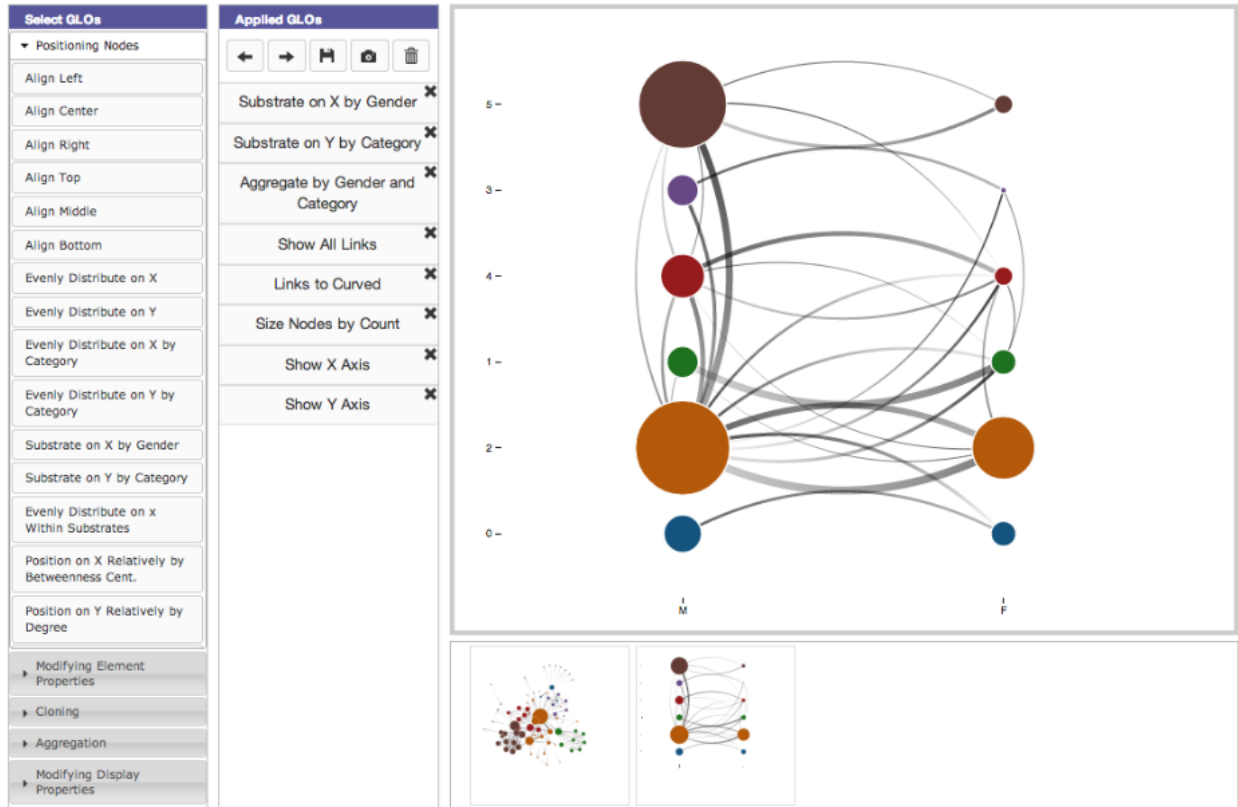 Select GLOs
Positioning Nodes
Align Left
Align Center
Align Right
Align Top
Align Middle
Align Bottom
Evenly Distribute on X
Evenly Distribute on Y
Evenly Distribute on X by
Category
Evenly Distribute on Y by
Category
Substrate on X by Gender
Substrate on Y by Category
Evenly Distribute on x
Within Substrates
Position on X Relatively by
Betweenness Cent.
Position on Y Relatively by
Degree
Modifying Element
Properties
Cloning
Aggregation
Modifying Display
Properties
Applied GLOs
Substrate on X by Gender
Substrate on Y by Category
Aggregate by Gender and
Category
Show All Links
Links to Curved
Size Nodes by Count
Show X Axis
Show Y Axis
5
3
4
1
2
0
M F